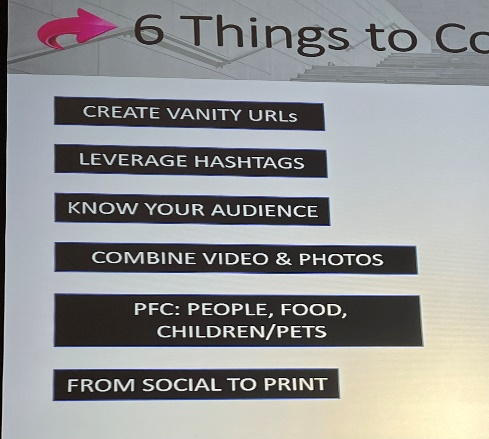 6 Things to Co
CREATE VANITY URLs
LEVERAGE HASHTAGS
KNOW YOUR AUDIENCE
COMBINE VIDEO & PHOTOS
PFC: PEOPLE, FOOD,
CHILDREN/PETS
FROM SOCIAL TO PRINT